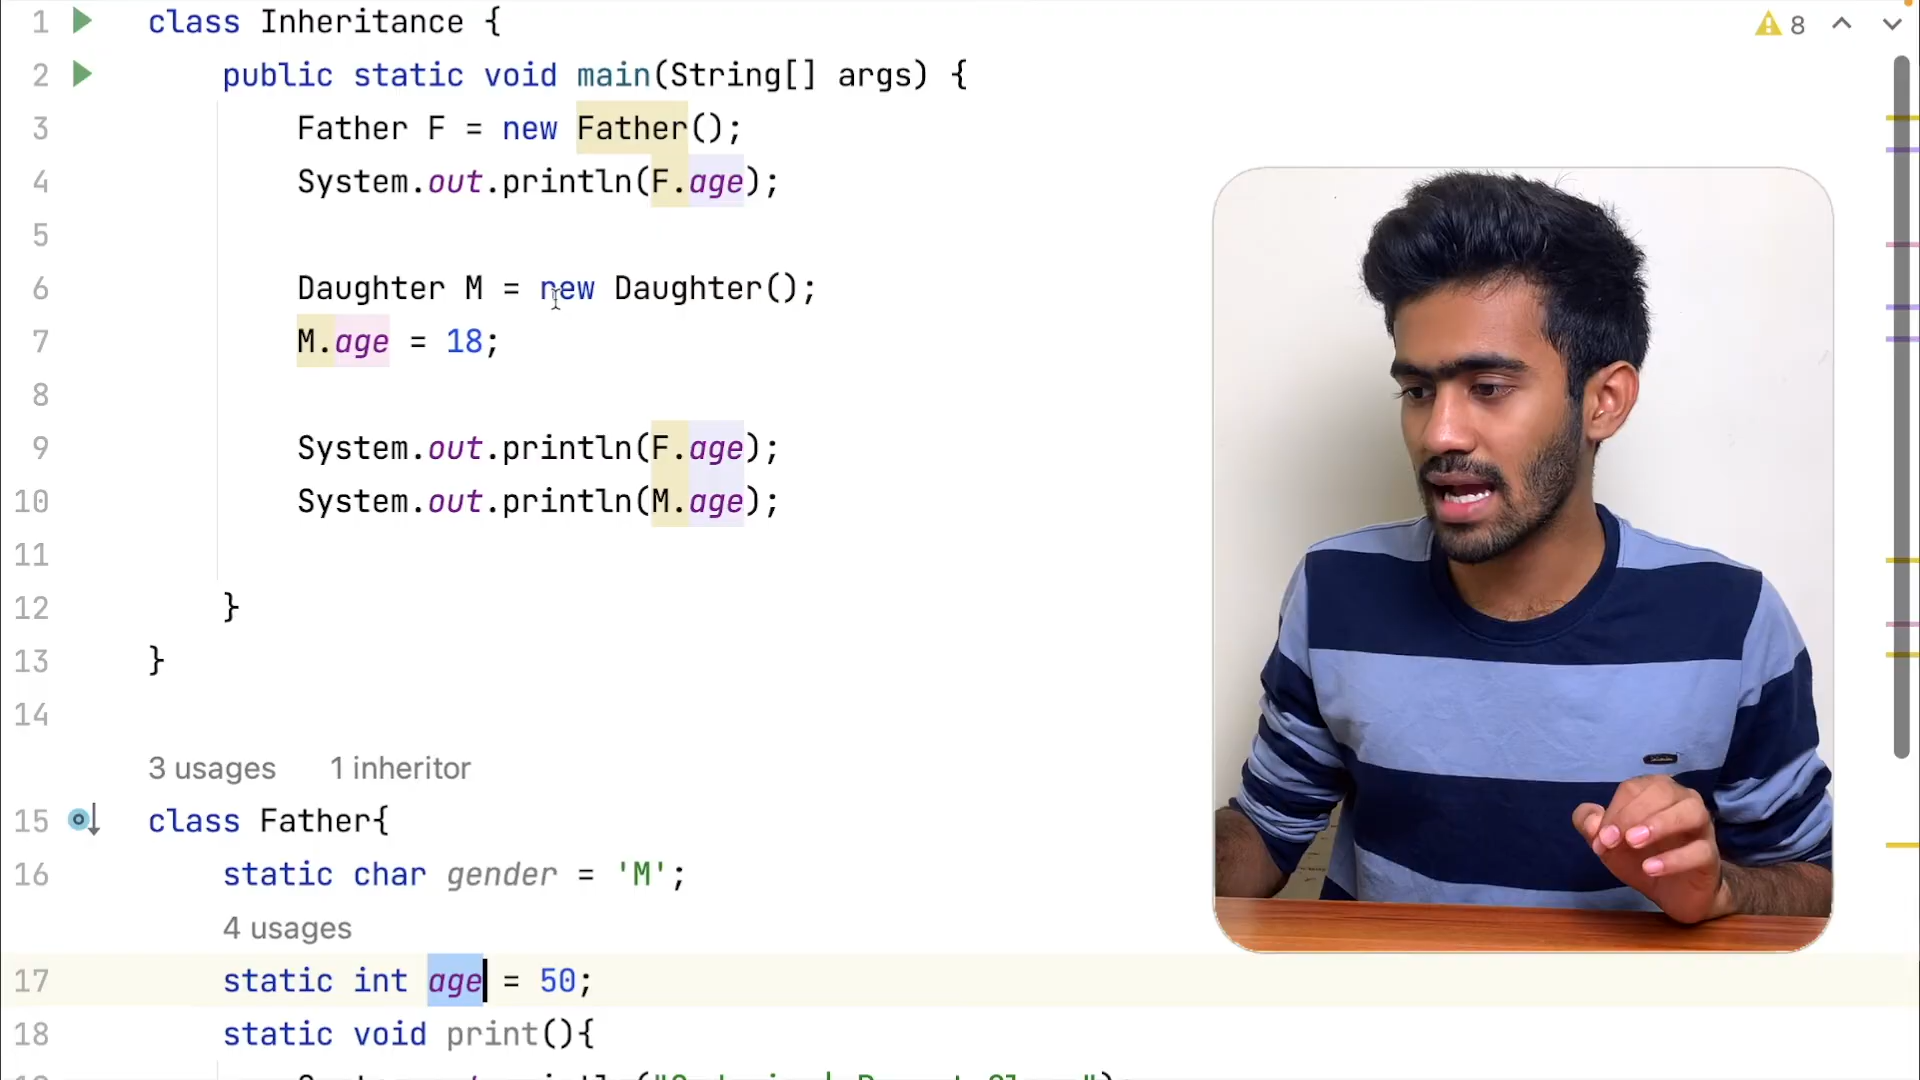 8
1 class Inheritance {
2 public static void main(String[] args) {
3 Father F = new Father();
4 System.out.println(F.age);
5
6 Daughter M = new Daughter();
7 M.age = 18;
8
9 System.out.println(F.age);
10 System.out.println(M.age);
11
12 }
13 }
14
3 usages 1 inheritor
15 class Father{
16 static char gender = 'M';
4 usages
17 static int age = 50;
18 static void print(){